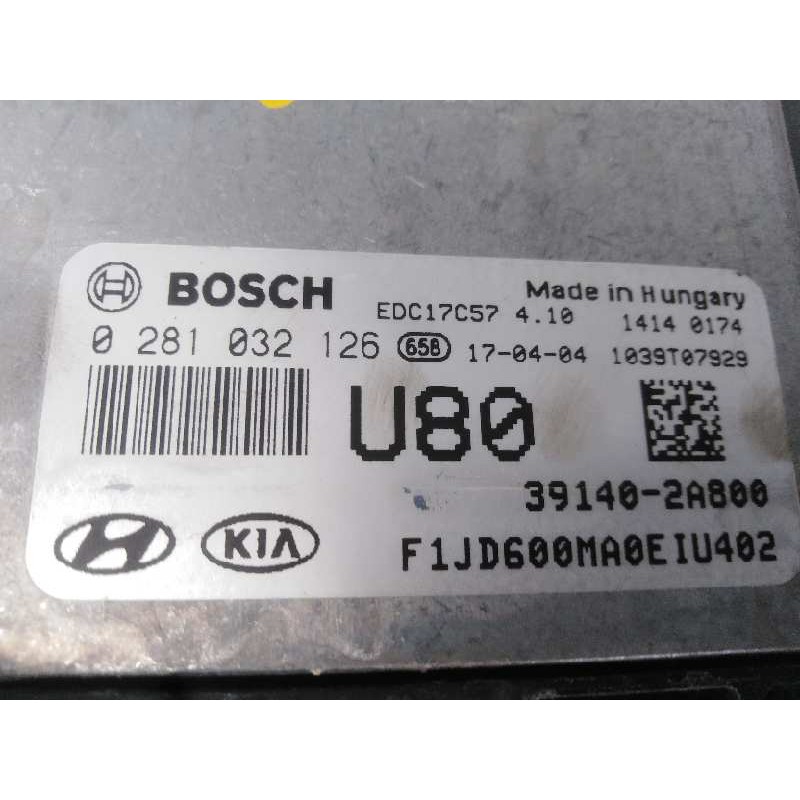 BOSCH
EDC17C57 4.10
Made in Hungary
1414 0174
0 281 032 126 658 17-04-04 1039T07929
U80
39140-2A800
KIA
F1JD600MA0EIU402